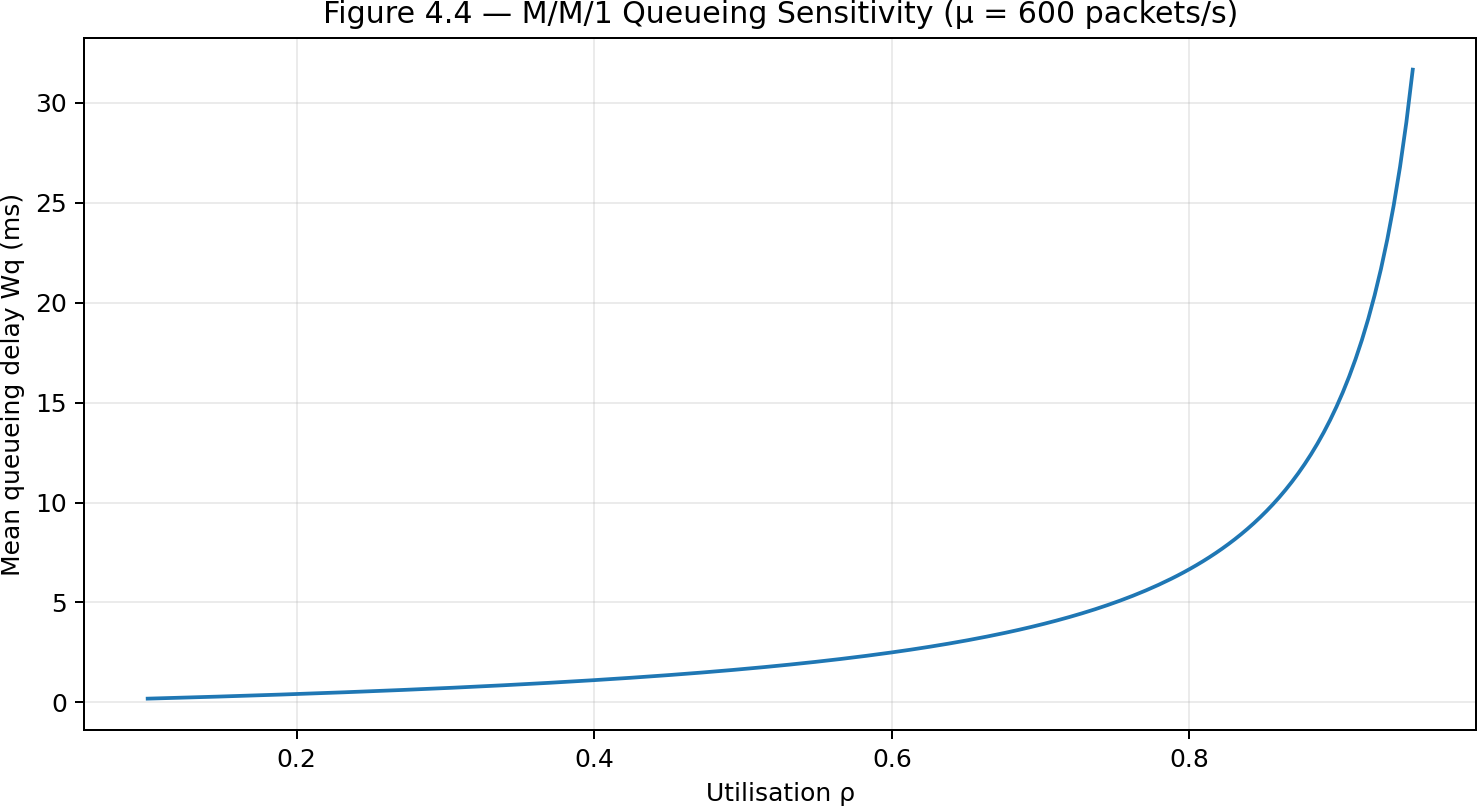 Figure 4.4 — M/M/1 Queueing Sensitivity (μ = 600 packets/s)
Mean queueing delay Wq (ms)
30
25
20
15
10
5
0
0.2 0.4 0.6 0.8
Utilisation ρ